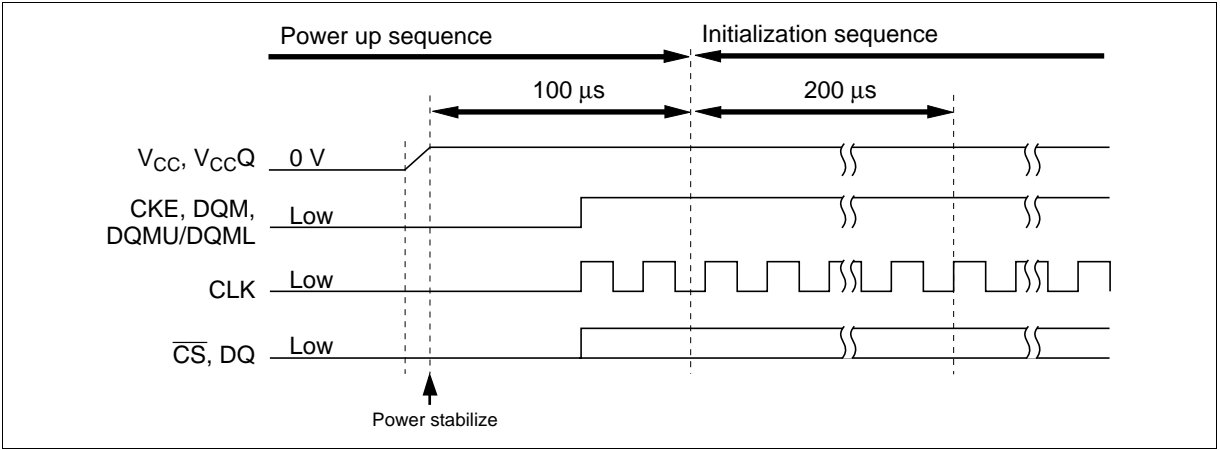 Power up sequence
Initialization sequence
100 μs
200 μs
VCC, VCCQ
0 V
CKE, DQM,
DQMU/DQML
Low
CLK
Low
C̅S̅, DQ
Low
Power stabilize